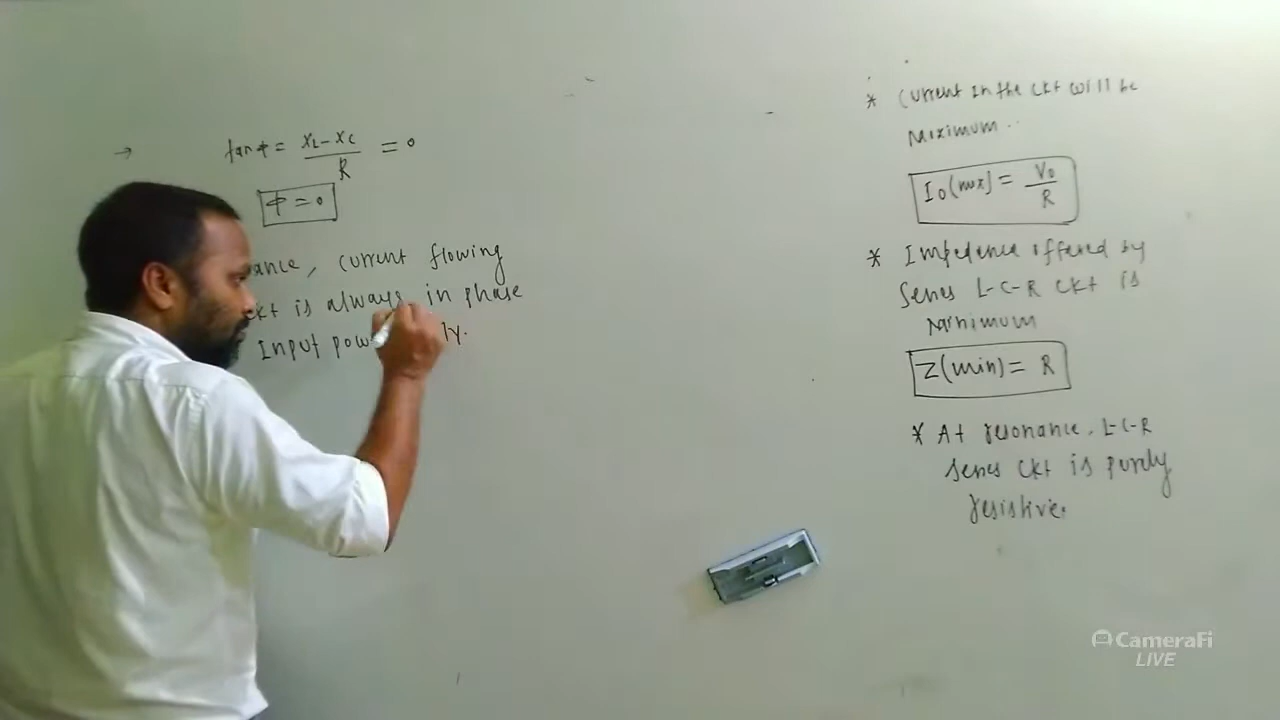 → tan Φ = XL-XC / R = 0
Φ = 0
ance, current flowing
ckt is always in phase
Input pow ly.
* Current in the ckt will be
Maximum.
I0(max) = V0 / R
* Impedence offered by
Series L-C-R ckt is
Minimum
Z(min) = R
* At resonance, L-C-R
series ckt is purely
resistive.
CameraFi
LIVE